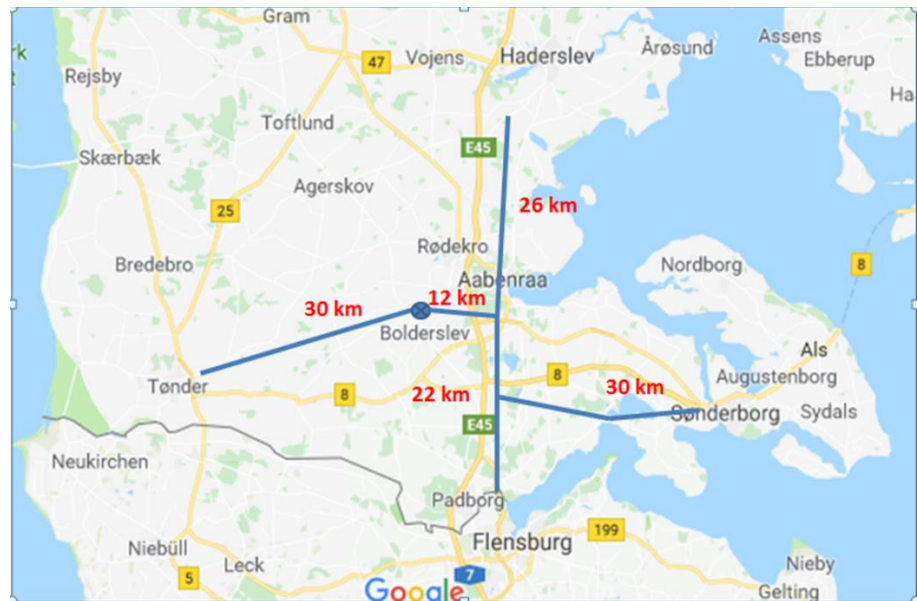 Gram
Assens
Årøsund
Vojens
Haderslev
Ebberup
47
ark
Rejsby
Ha
Toftlund
E45
Skærbæk
Agerskov
26 km
25
Rødekro
Bredebro
Nordborg
8
Aabenraa
12 km
30 km
Bolderslev
Als
8
Augustenborg
Tønder
30 km
22 km
8
Sønderborg
Sydals
E45
Neukirchen
Padborg
199
Flensburg
Niebüll
Leck
Nieby
5
7
Google
Gelting